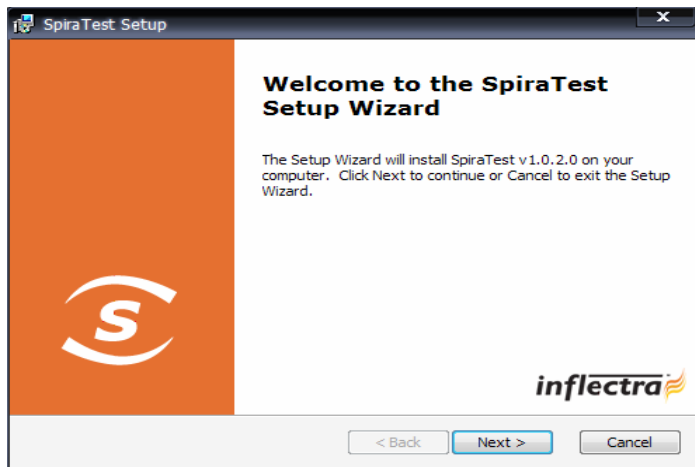 SpiraTest Setup
X
Welcome to the SpiraTest
Setup Wizard
The Setup Wizard will install SpiraTest v1.0.2.0 on your
computer. Click Next to continue or Cancel to exit the Setup
Wizard.
S
inflectra
< Back
Next >
Cancel